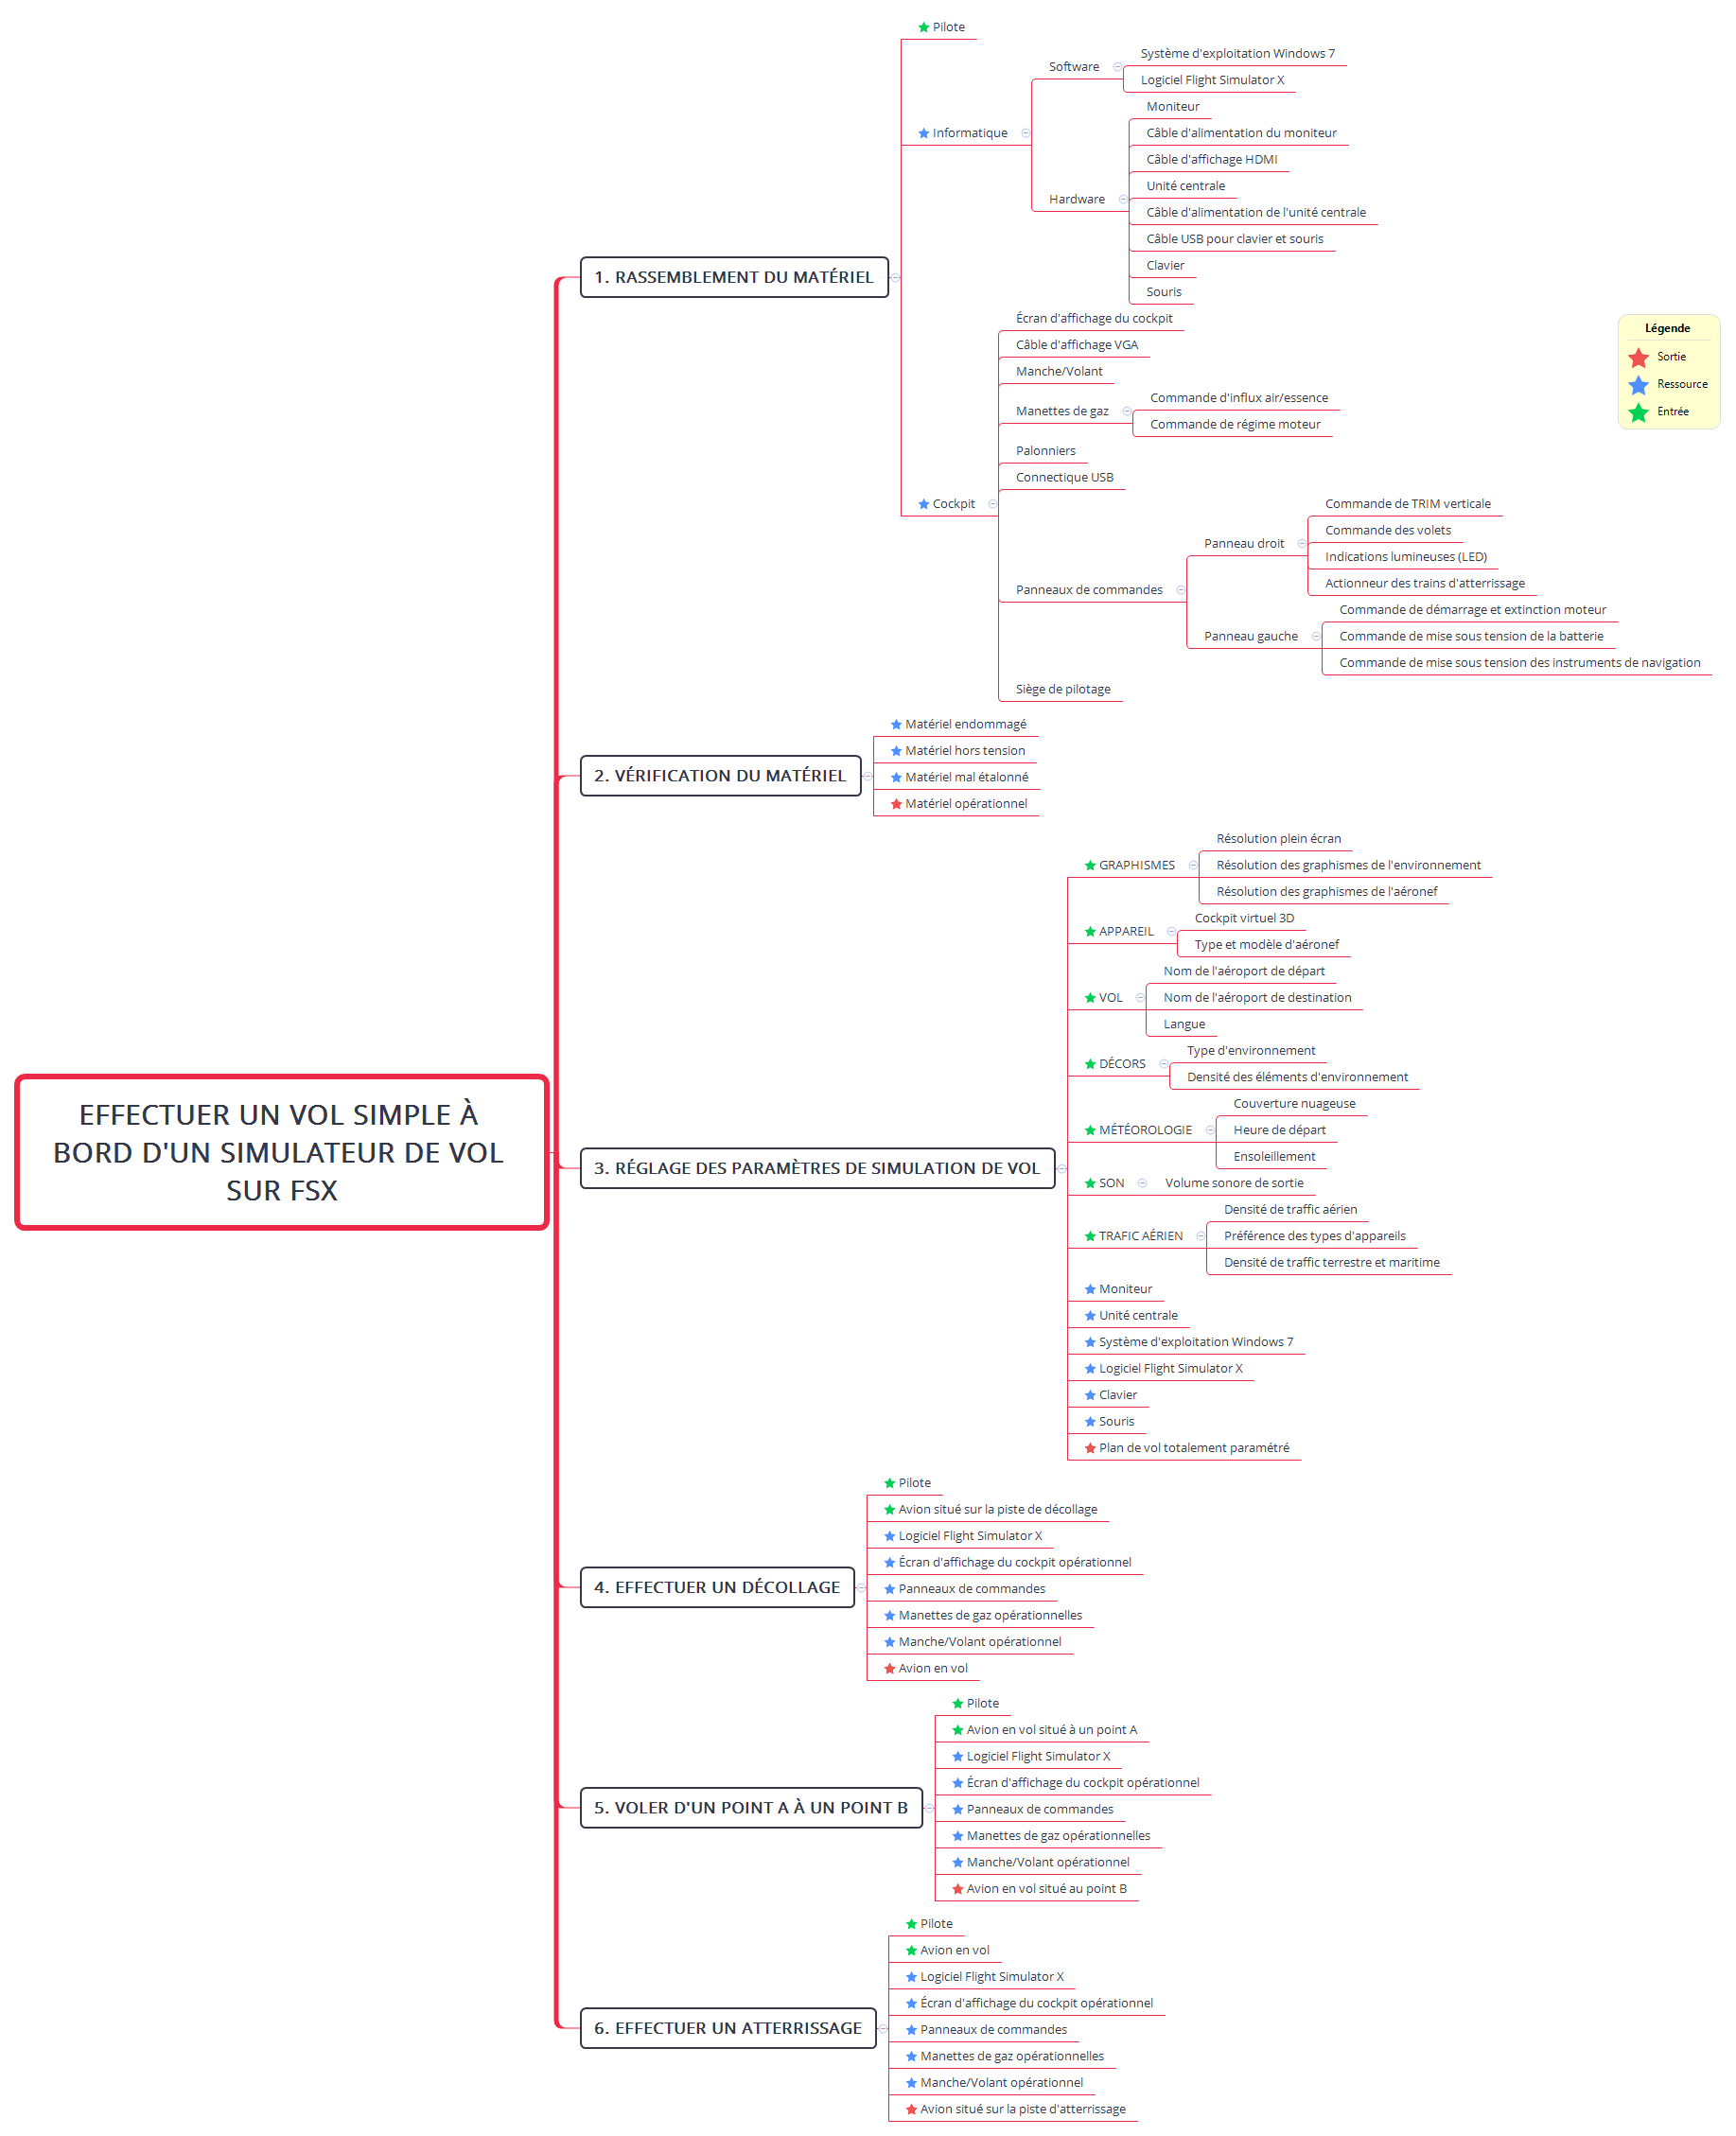 EFFECTUER UN VOL SIMPLE À
BORD D'UN SIMULATEUR DE VOL
SUR FSX
1. RASSEMBLEMENT DU MATÉRIEL
Pilote
Informatique
Software
Système d'exploitation Windows 7
Logiciel Flight Simulator X
Hardware
Moniteur
Câble d'alimentation du moniteur
Câble d'affichage HDMI
Unité centrale
Câble d'alimentation de l'unité centrale
Câble USB pour clavier et souris
Clavier
Souris
Cockpit
Écran d'affichage du cockpit
Câble d'affichage VGA
Manche/Volant
Manettes de gaz
Commande d'influx air/essence
Commande de régime moteur
Palonniers
Connectique USB
Panneaux de commandes
Panneau droit
Commande de TRIM verticale
Commande des volets
Indications lumineuses (LED)
Actionneur des trains d'atterrissage
Panneau gauche
Commande de démarrage et extinction moteur
Commande de mise sous tension de la batterie
Commande de mise sous tension des instruments de navigation
Siège de pilotage
Légende
Sortie
Ressource
Entrée
2. VÉRIFICATION DU MATÉRIEL
Matériel endommagé
Matériel hors tension
Matériel mal étalonné
Matériel opérationnel
3. RÉGLAGE DES PARAMÈTRES DE SIMULATION DE VOL
GRAPHISMES
Résolution plein écran
Résolution des graphismes de l'environnement
Résolution des graphismes de l'aéronef
APPAREIL
Cockpit virtuel 3D
Type et modèle d'aéronef
VOL
Nom de l'aéroport de départ
Nom de l'aéroport de destination
Langue
DÉCORS
Type d'environnement
Densité des éléments d'environnement
MÉTÉOROLOGIE
Couverture nuageuse
Heure de départ
Ensoleillement
SON
Volume sonore de sortie
TRAFIC AÉRIEN
Densité de traffic aérien
Préférence des types d'appareils
Densité de traffic terrestre et maritime
Moniteur
Unité centrale
Système d'exploitation Windows 7
Logiciel Flight Simulator X
Clavier
Souris
Plan de vol totalement paramétré
4. EFFECTUER UN DÉCOLLAGE
Pilote
Avion situé sur la piste de décollage
Logiciel Flight Simulator X
Écran d'affichage du cockpit opérationnel
Panneaux de commandes
Manettes de gaz opérationnelles
Manche/Volant opérationnel
Avion en vol
5. VOLER D'UN POINT A À UN POINT B
Pilote
Avion en vol situé à un point A
Logiciel Flight Simulator X
Écran d'affichage du cockpit opérationnel
Panneaux de commandes
Manettes de gaz opérationnelles
Manche/Volant opérationnel
Avion en vol situé au point B
6. EFFECTUER UN ATTERRISSAGE
Pilote
Avion en vol
Logiciel Flight Simulator X
Écran d'affichage du cockpit opérationnel
Panneaux de commandes
Manettes de gaz opérationnelles
Manche/Volant opérationnel
Avion situé sur la piste d'atterrissage